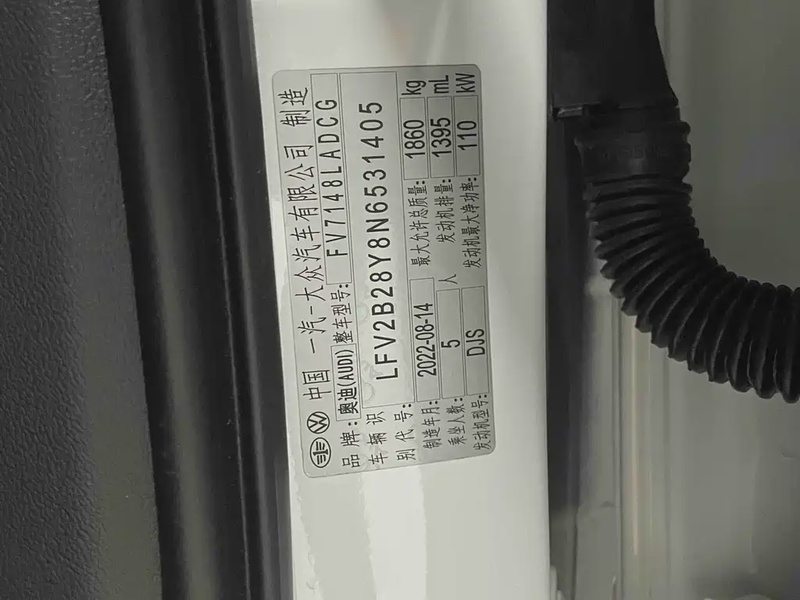 中国 一汽-大众汽车有限公司 制造
品牌: 奥迪(AUDI) 整车型号: FV7148LADCG
车辆识别代号: LFV2B28Y8N6531405
制造年月: 2022-08-14 最大允许总质量: 1860 kg
乘坐人数: 5 人 发动机排量: 1395 mL
发动机型号: DJS 发动机最大净功率: 110 kW